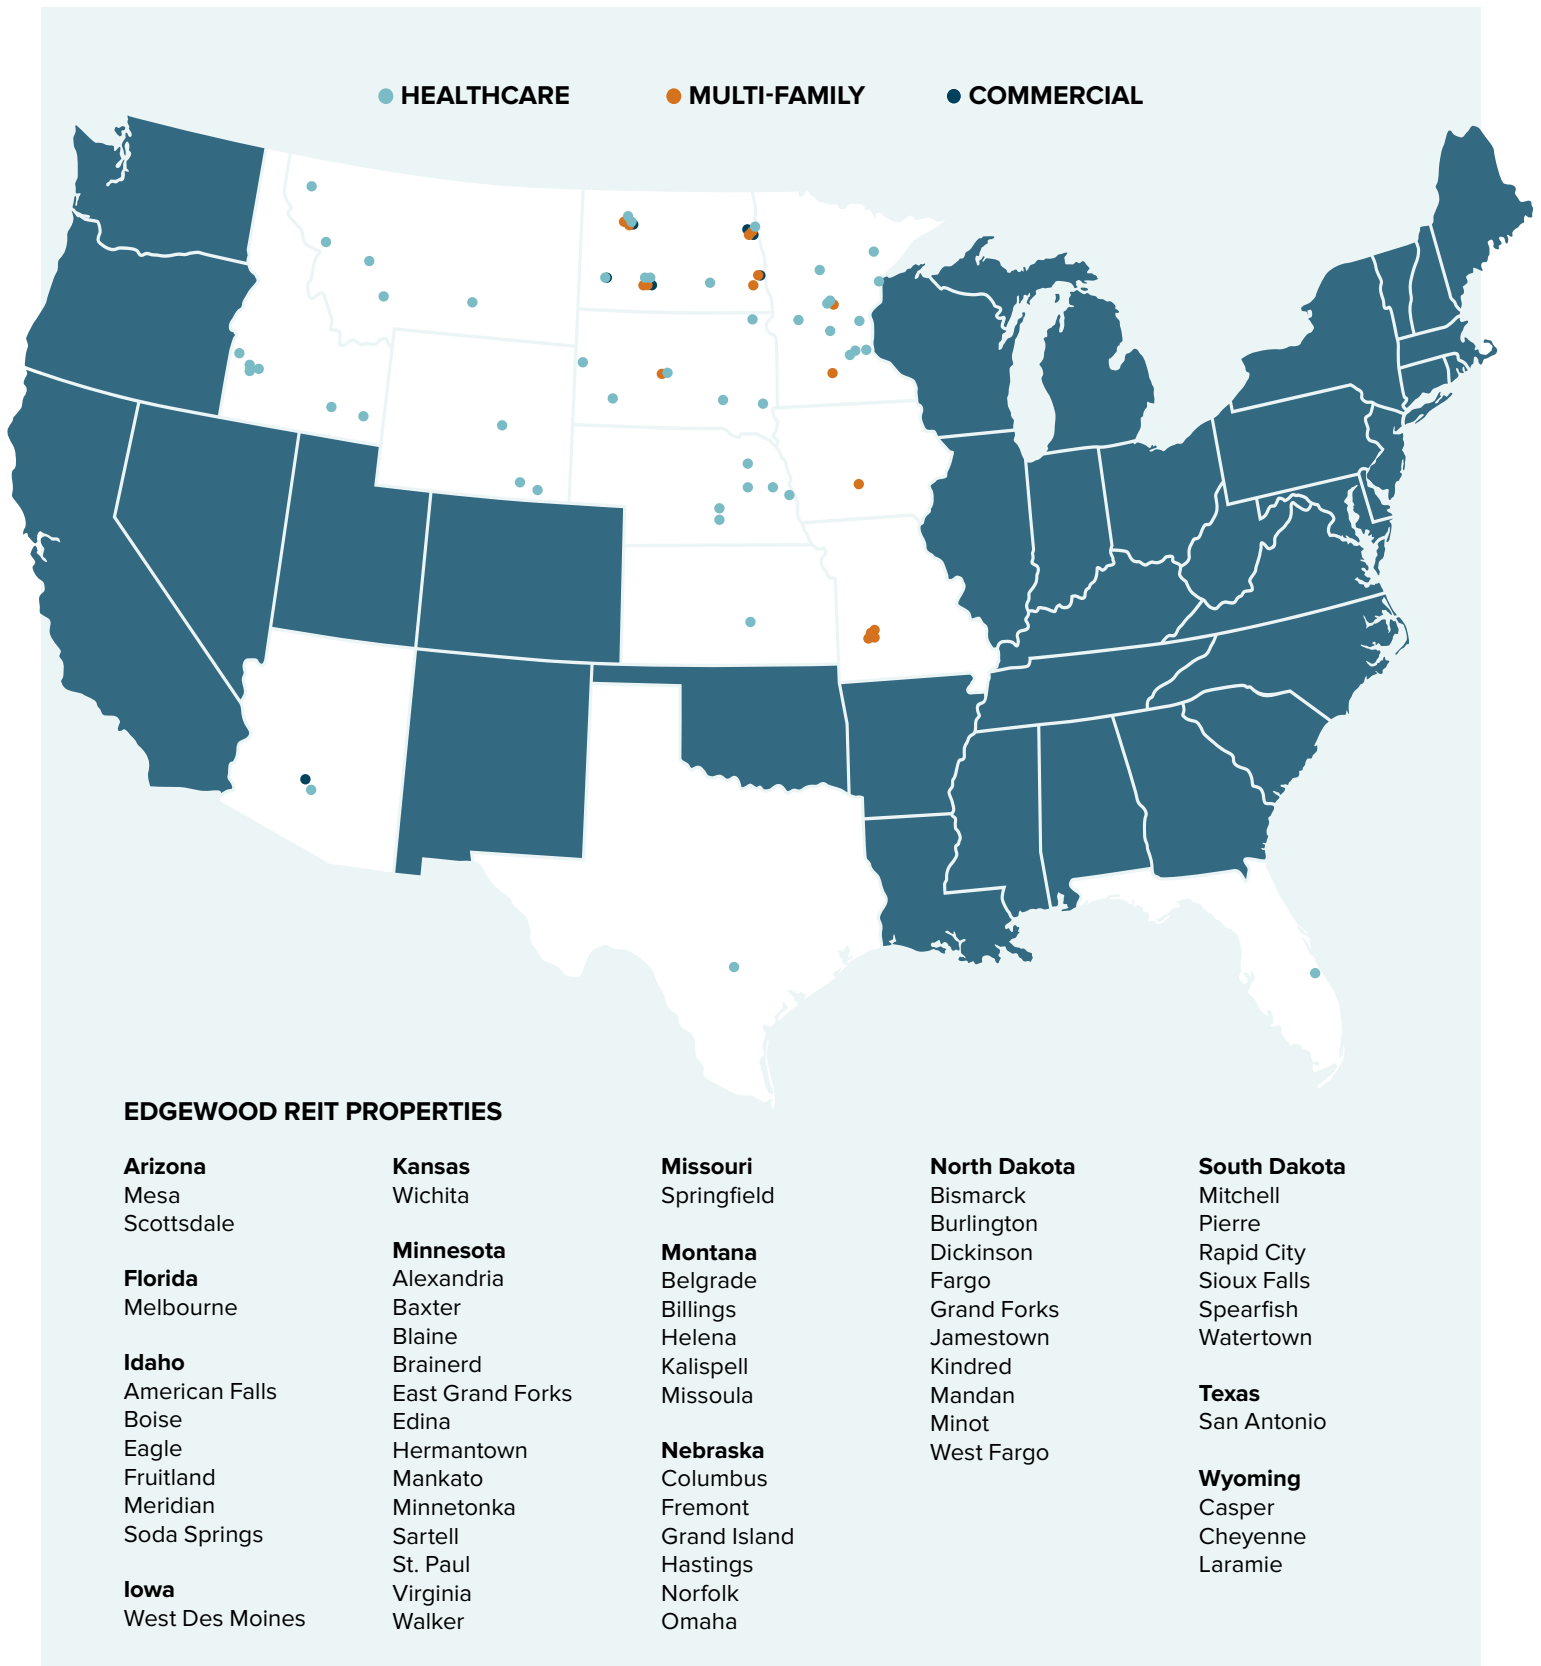 HEALTHCARE
MULTI-FAMILY
COMMERCIAL
EDGEWOOD REIT PROPERTIES
Arizona
Mesa
Scottsdale
Florida
Melbourne
Idaho
American Falls
Boise
Eagle
Fruitland
Meridian
Soda Springs
Iowa
West Des Moines
Kansas
Wichita
Minnesota
Alexandria
Baxter
Blaine
Brainerd
East Grand Forks
Edina
Hermantown
Mankato
Minnetonka
Sartell
St. Paul
Virginia
Walker
Missouri
Springfield
Montana
Belgrade
Billings
Helena
Kalispell
Missoula
Nebraska
Columbus
Fremont
Grand Island
Hastings
Norfolk
Omaha
North Dakota
Bismarck
Burlington
Dickinson
Fargo
Grand Forks
Jamestown
Kindred
Mandan
Minot
West Fargo
South Dakota
Mitchell
Pierre
Rapid City
Sioux Falls
Spearfish
Watertown
Texas
San Antonio
Wyoming
Casper
Cheyenne
Laramie